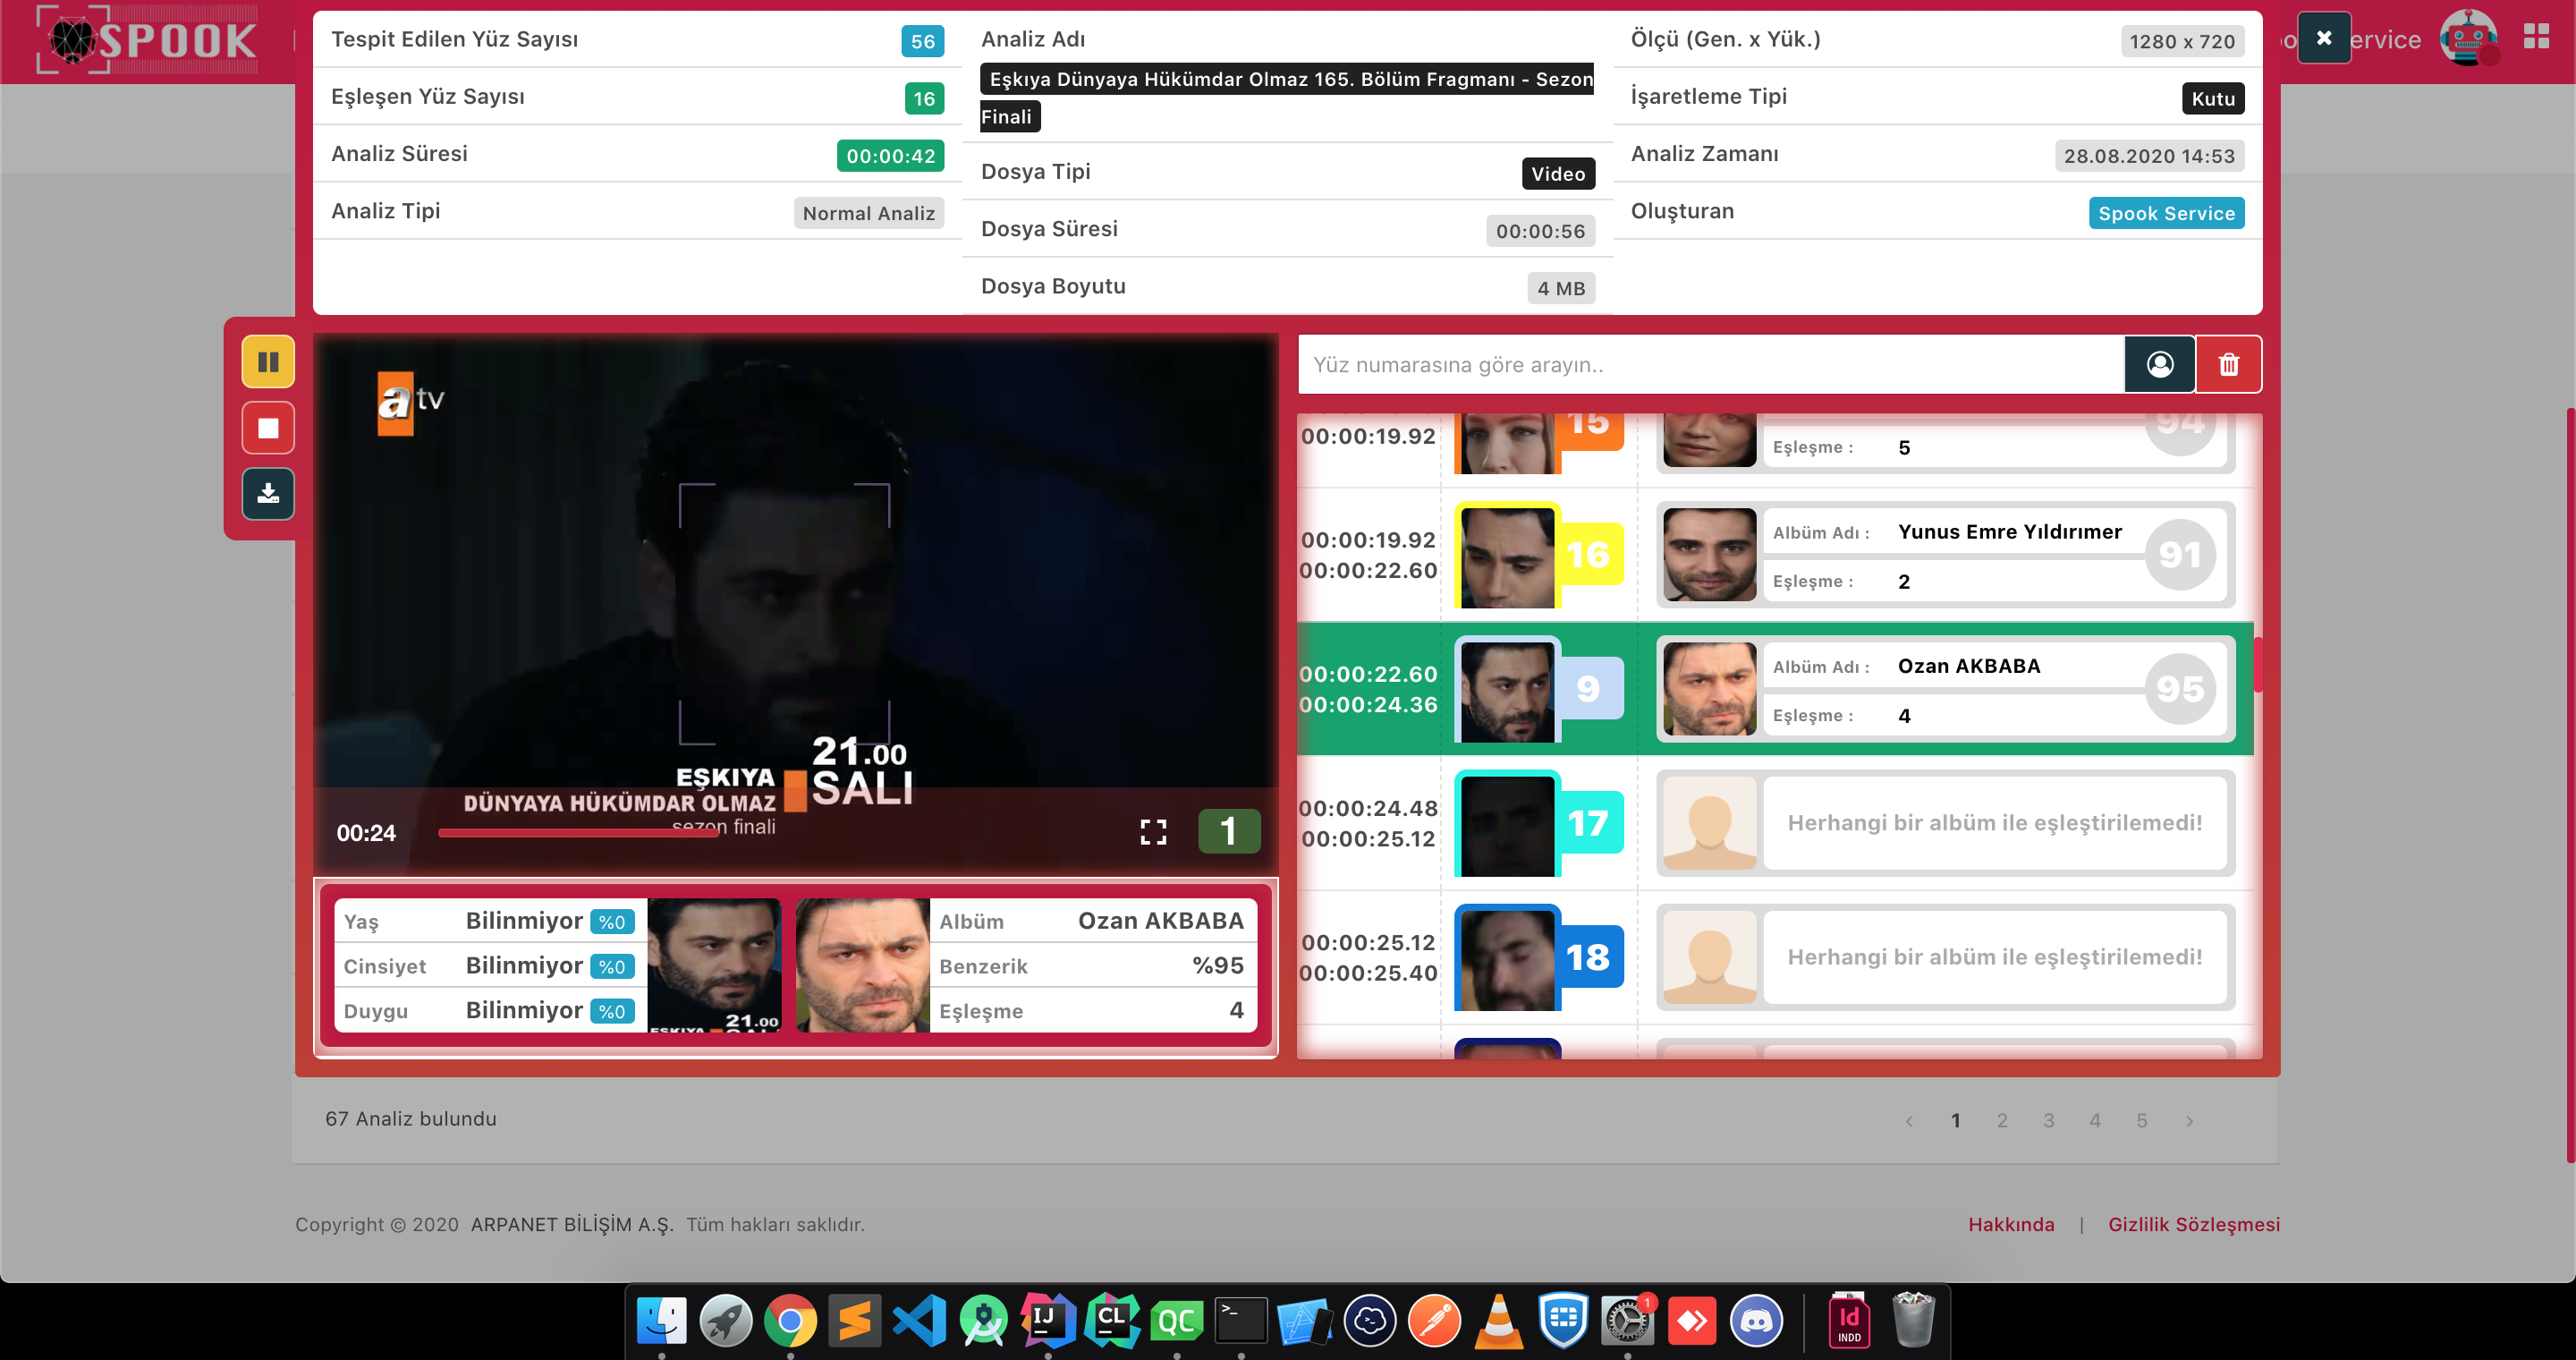 SPOOK
ervice
Tespit Edilen Yüz Sayısı 56
Eşleşen Yüz Sayısı 16
Analiz Süresi 00:00:42
Analiz Tipi Normal Analiz
Analiz Adı
Eşkıya Dünyaya Hükümdar Olmaz 165. Bölüm Fragmanı - Sezon
Finali
Dosya Tipi Video
Dosya Süresi 00:00:56
Dosya Boyutu 4 MB
Ölçü (Gen. x Yük.) 1280 x 720
İşaretleme Tipi Kutu
Analiz Zamanı 28.08.2020 14:53
Oluşturan Spook Service
atv
21.00
EŞKIYA
SALI
DÜNYAYA HÜKÜMDAR OLMAZ
sezon finali
00:24
1
Yaş Bilinmiyor %0
Cinsiyet Bilinmiyor %0
Duygu Bilinmiyor %0
21.00
Albüm Ozan AKBABA
Benzerik %95
Eşleşme 4
Yüz numarasına göre arayın..
00:00:19.92
15
Eşleşme : 5
94
00:00:19.92
00:00:22.60
16
Albüm Adı : Yunus Emre Yıldırımer
Eşleşme : 2
91
00:00:22.60
00:00:24.36
9
Albüm Adı : Ozan AKBABA
Eşleşme : 4
95
00:00:24.48
00:00:25.12
17
Herhangi bir albüm ile eşleştirilemedi!
00:00:25.12
00:00:25.40
18
Herhangi bir albüm ile eşleştirilemedi!
67 Analiz bulundu
‹ 1 2 3 4 5 ›
Copyright © 2020 ARPANET BİLİŞİM A.Ş. Tüm hakları saklıdır.
Hakkında | Gizlilik Sözleşmesi
IJ
CL
QC
1
Id
INDD